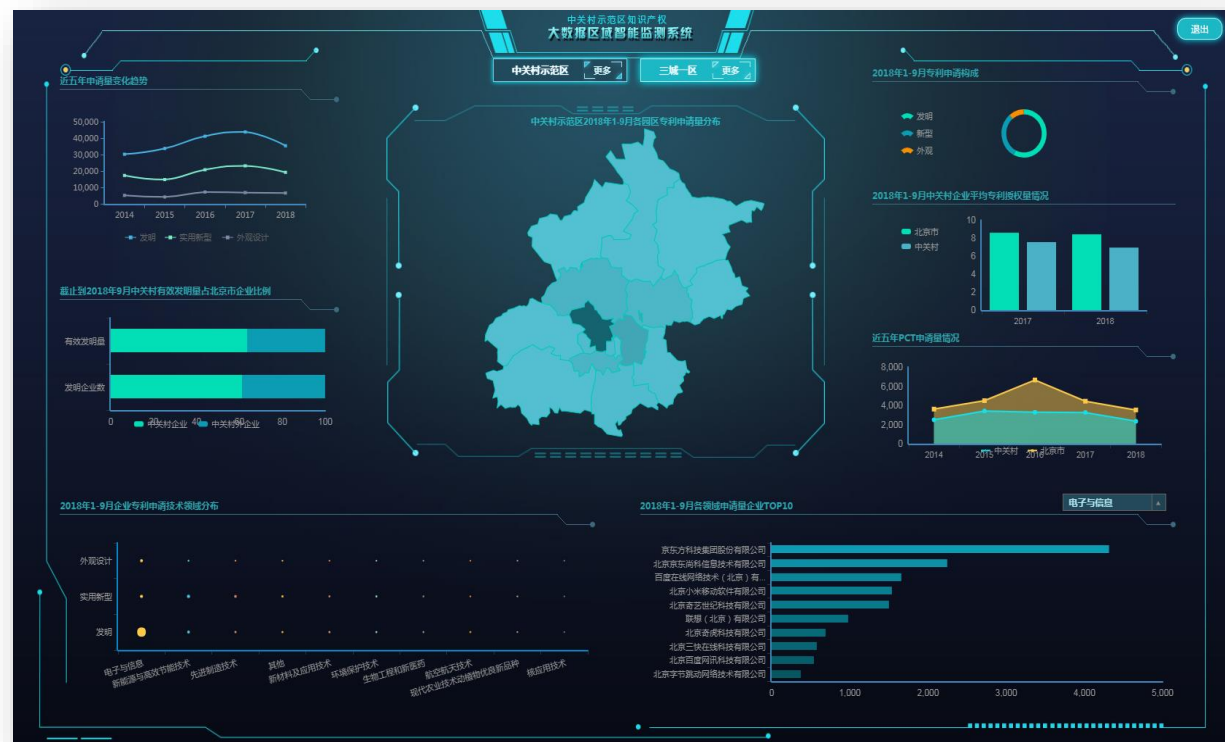 中关村示范区知识产权
大数据区域智能监测系统
退出
中关村示范区 更多
三城一区 更多
近五年申请量变化趋势
50,000
40,000
30,000
20,000
10,000
0
2014 2015 2016 2017 2018
发明 实用新型 外观设计
截止到2018年9月中关村有效发明量占北京市企业比例
有效发明量
发明企业数
0 20 40 60 80 100
中关村企业 中关村外企业
中关村示范区2018年1-9月各园区专利申请量分布
2018年1-9月专利申请构成
发明
新型
外观
2018年1-9月中关村企业平均专利授权量情况
北京市
中关村
10
8
6
4
2
0
2017 2018
近五年PCT申请量情况
8,000
6,000
4,000
2,000
0
2014 2015 2016 2017 2018
中关村 北京市
2018年1-9月企业专利申请技术领域分布
外观设计
实用新型
发明
电子与信息
新能源与高效节能技术
先进制造技术
其他
新材料及应用技术
环境保护技术
生物工程和新医药
航空航天技术
现代农业技术动植物优良新品种
核应用技术
2018年1-9月各领域申请量企业TOP10
电子与信息
京东方科技集团股份有限公司
北京京东尚科信息技术有限公司
百度在线网络技术（北京）有...
北京小米移动软件有限公司
北京奇艺世纪科技有限公司
联想（北京）有限公司
北京奇虎科技有限公司
北京三快在线科技有限公司
北京百度网讯科技有限公司
北京字节跳动网络技术有限公司
0 1,000 2,000 3,000 4,000 5,000